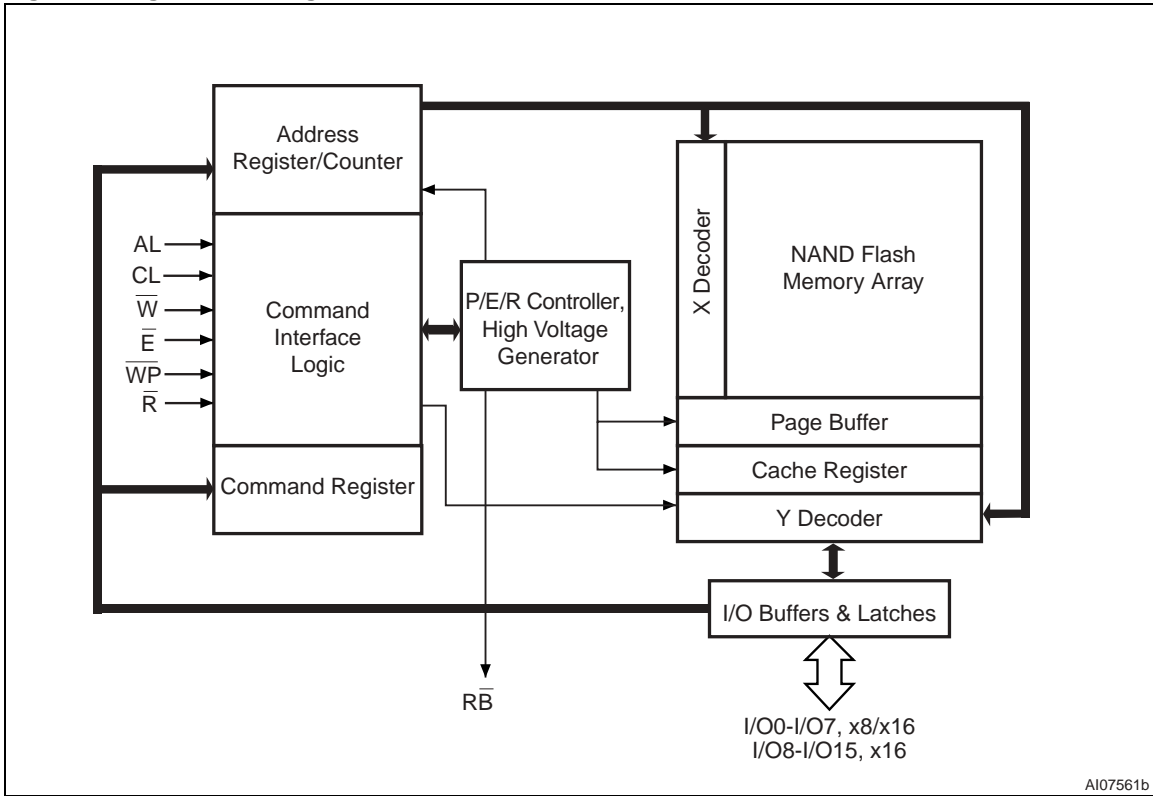 Address
Register/Counter
AL
CL
W̅
E̅
W̅P̅
R̅
Command
Interface
Logic
Command Register
P/E/R Controller,
High Voltage
Generator
RB̅
X Decoder
NAND Flash
Memory Array
Page Buffer
Cache Register
Y Decoder
I/O Buffers & Latches
I/O0-I/O7, x8/x16
I/O8-I/O15, x16
AI07561b